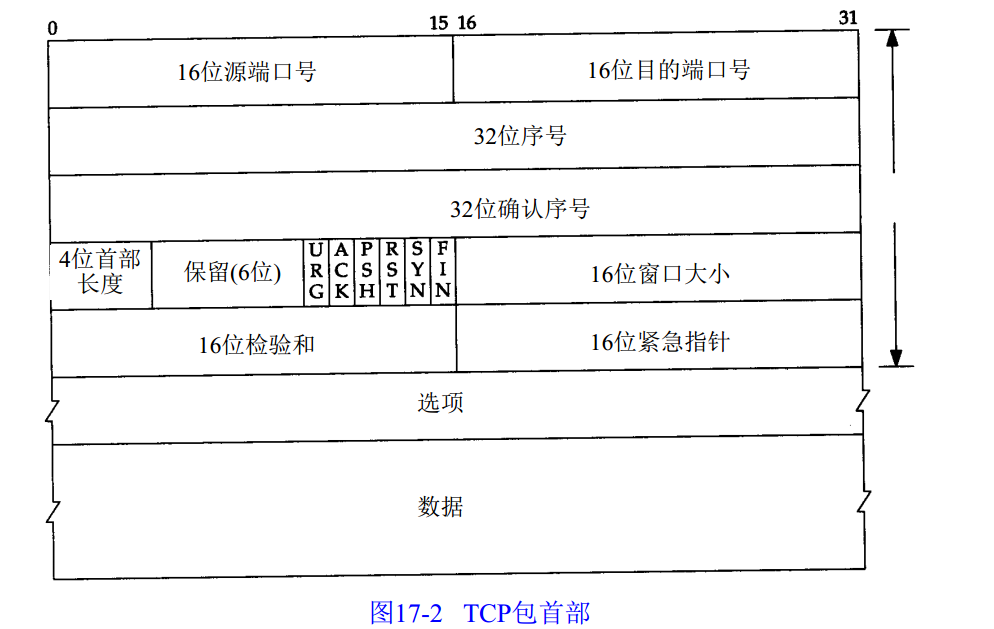 0 15 16 31
16位源端口号 16位目的端口号
32位序号
32位确认序号
4位首部长度 保留(6位) URG ACK PSH RST SYN FIN 16位窗口大小
16位检验和 16位紧急指针
选项
数据
图17-2 TCP包首部